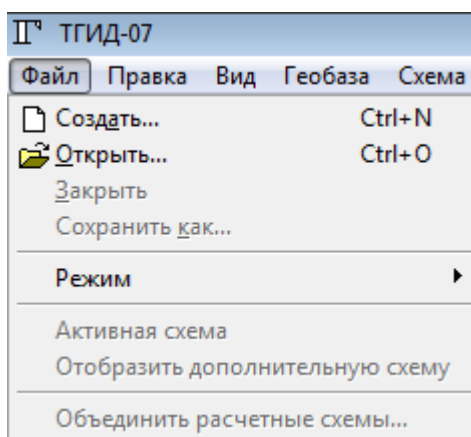 ТГИД-07
Файл Правка Вид Геобаза Схема
Создать... Ctrl+N
Открыть... Ctrl+O
Закрыть
Сохранить как...
Режим
Активная схема
Отобразить дополнительную схему
Объединить расчетные схемы...